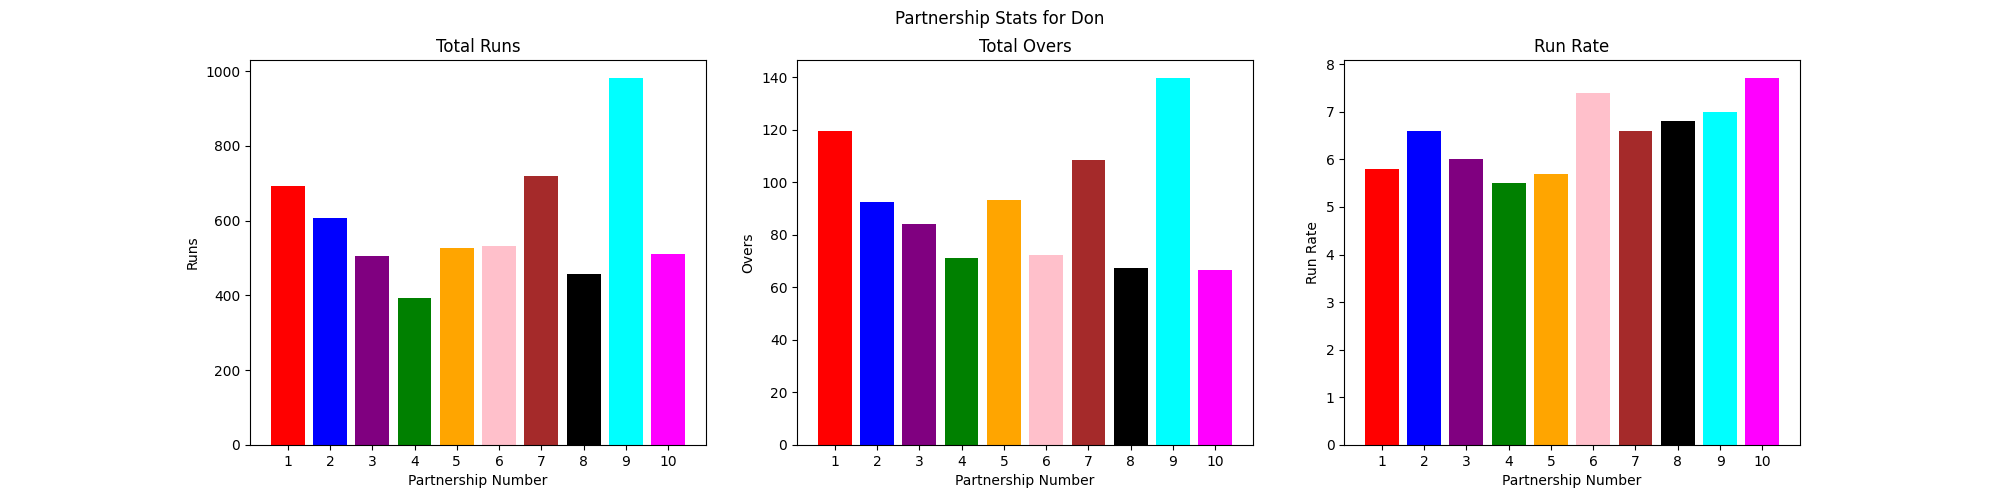 Partnership Stats for Don
Total Runs
1000
800
600
400
200
0
Runs
1 2 3 4 5 6 7 8 9 10
Partnership Number
Total Overs
140
120
100
80
60
40
20
0
Overs
1 2 3 4 5 6 7 8 9 10
Partnership Number
Run Rate
8
7
6
5
4
3
2
1
0
Run Rate
1 2 3 4 5 6 7 8 9 10
Partnership Number